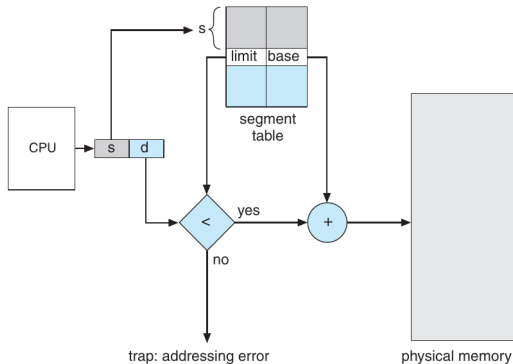 s
limit base
segment
table
CPU
s d
<
yes
+
no
trap: addressing error
physical memory